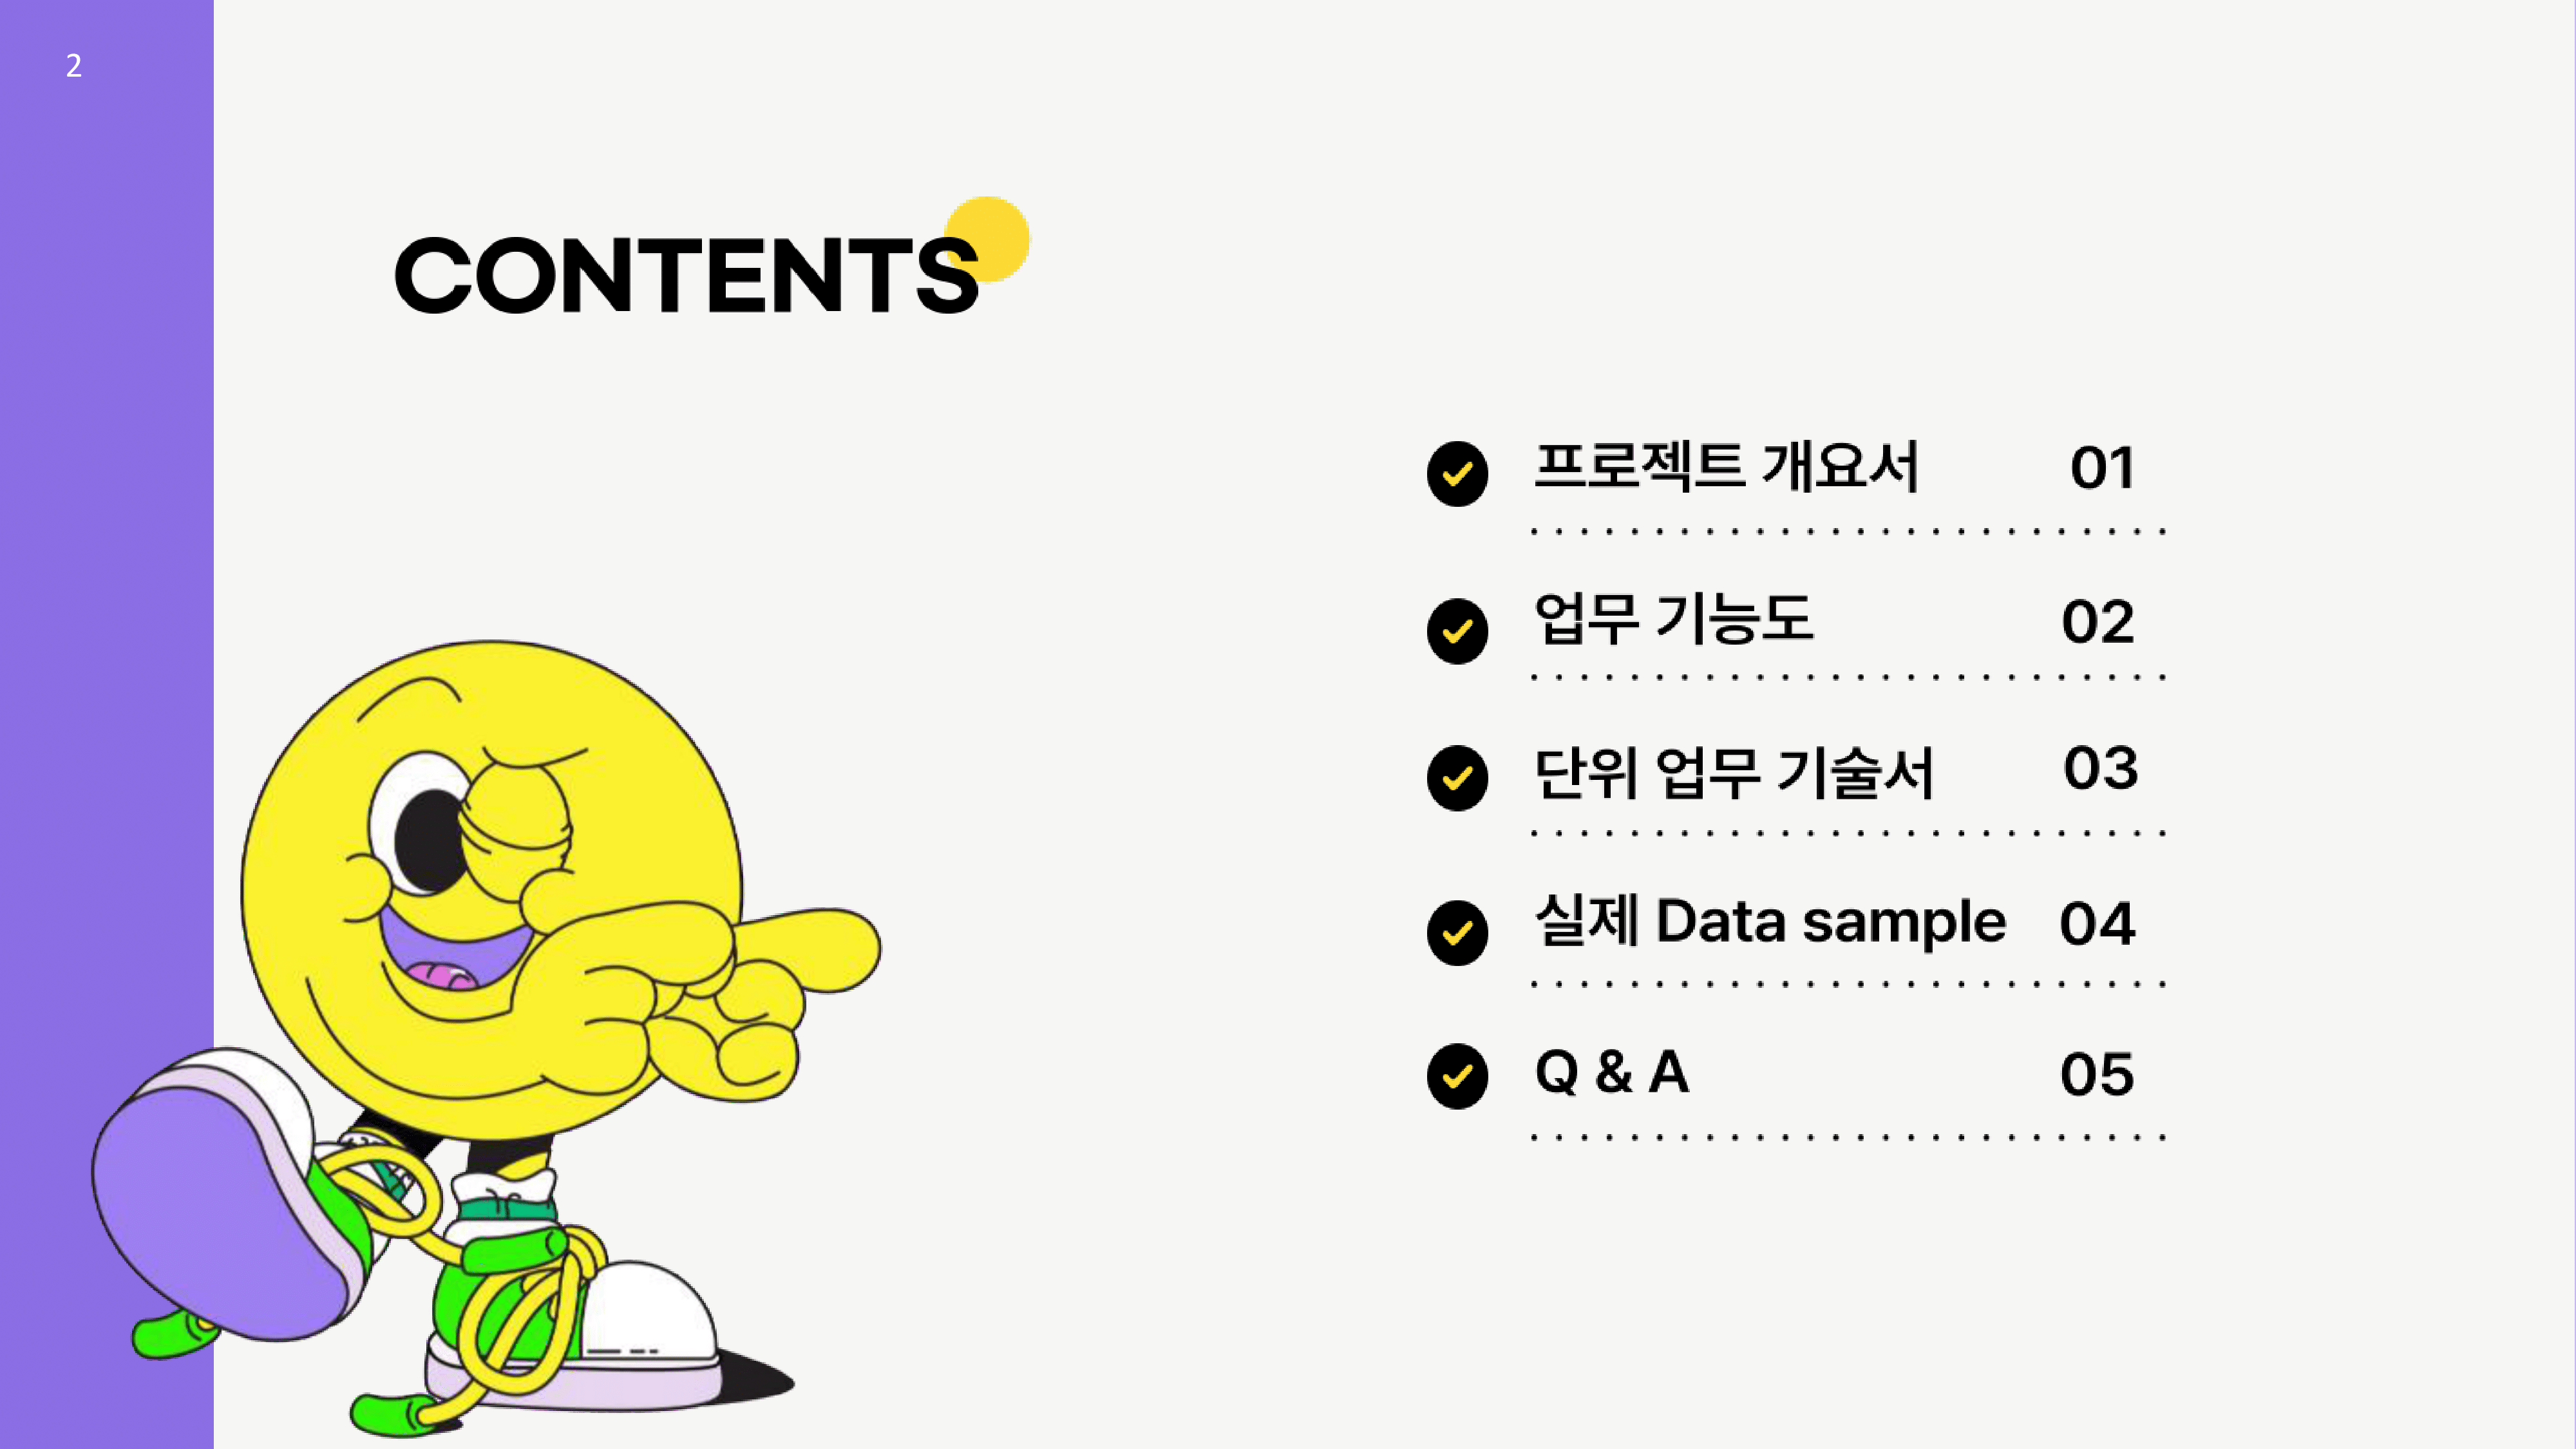 2
CONTENTS
프로젝트 개요서 01
업무 기능도 02
단위 업무 기술서 03
실제 Data sample 04
Q & A 05